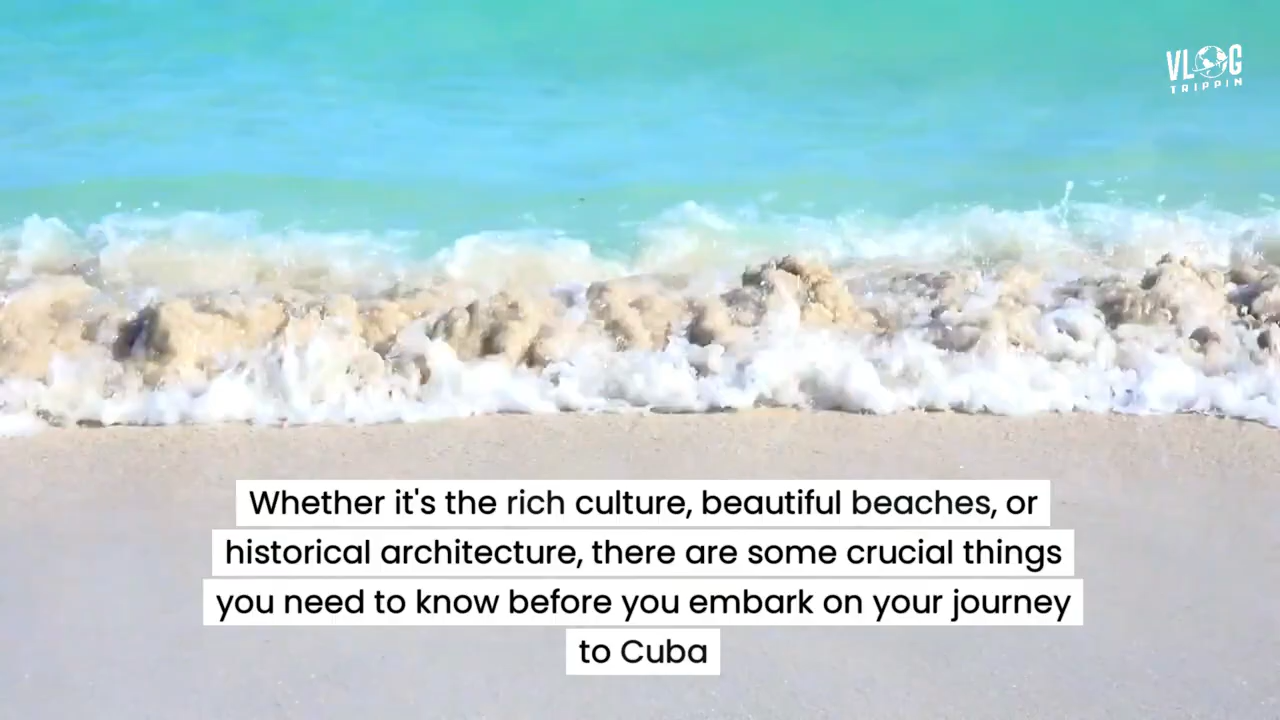 VLOG
TRIPPIN
Whether it's the rich culture, beautiful beaches, or
historical architecture, there are some crucial things
you need to know before you embark on your journey
to Cuba